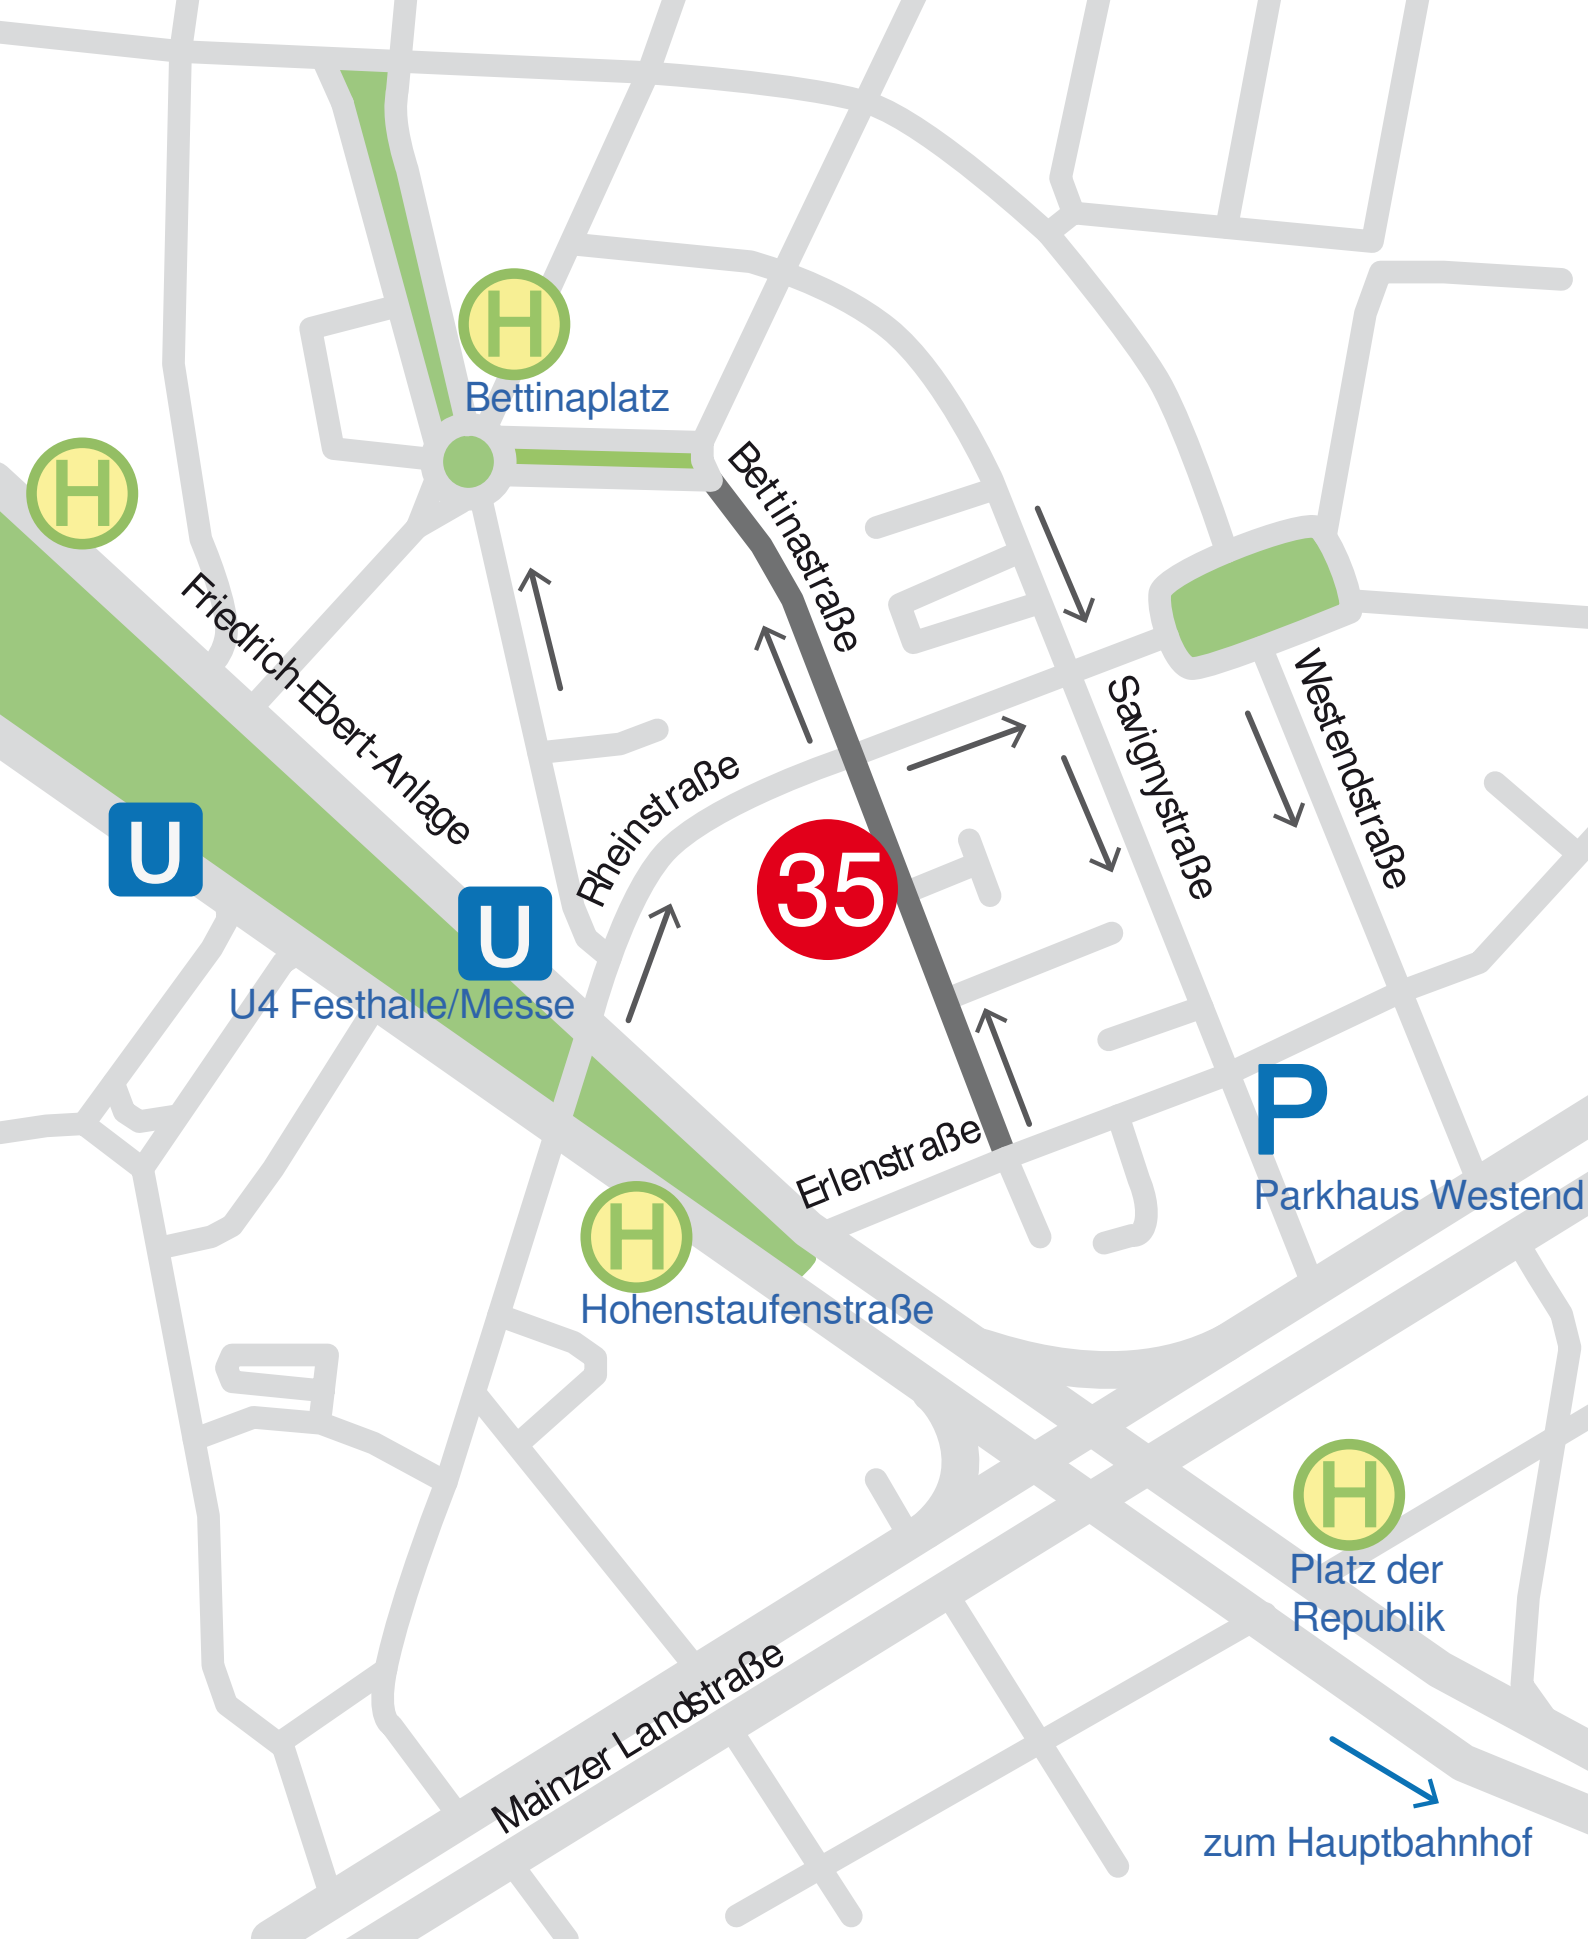 H
Bettinaplatz
H
Bettinastraße
Friedrich-Ebert-Anlage
Savignystraße
Westendstraße
Rheinstraße
U
35
U
U4 Festhalle/Messe
P
Erlenstraße
Parkhaus Westend
H
Hohenstaufenstraße
H
Platz der
Republik
Mainzer Landstraße
zum Hauptbahnhof